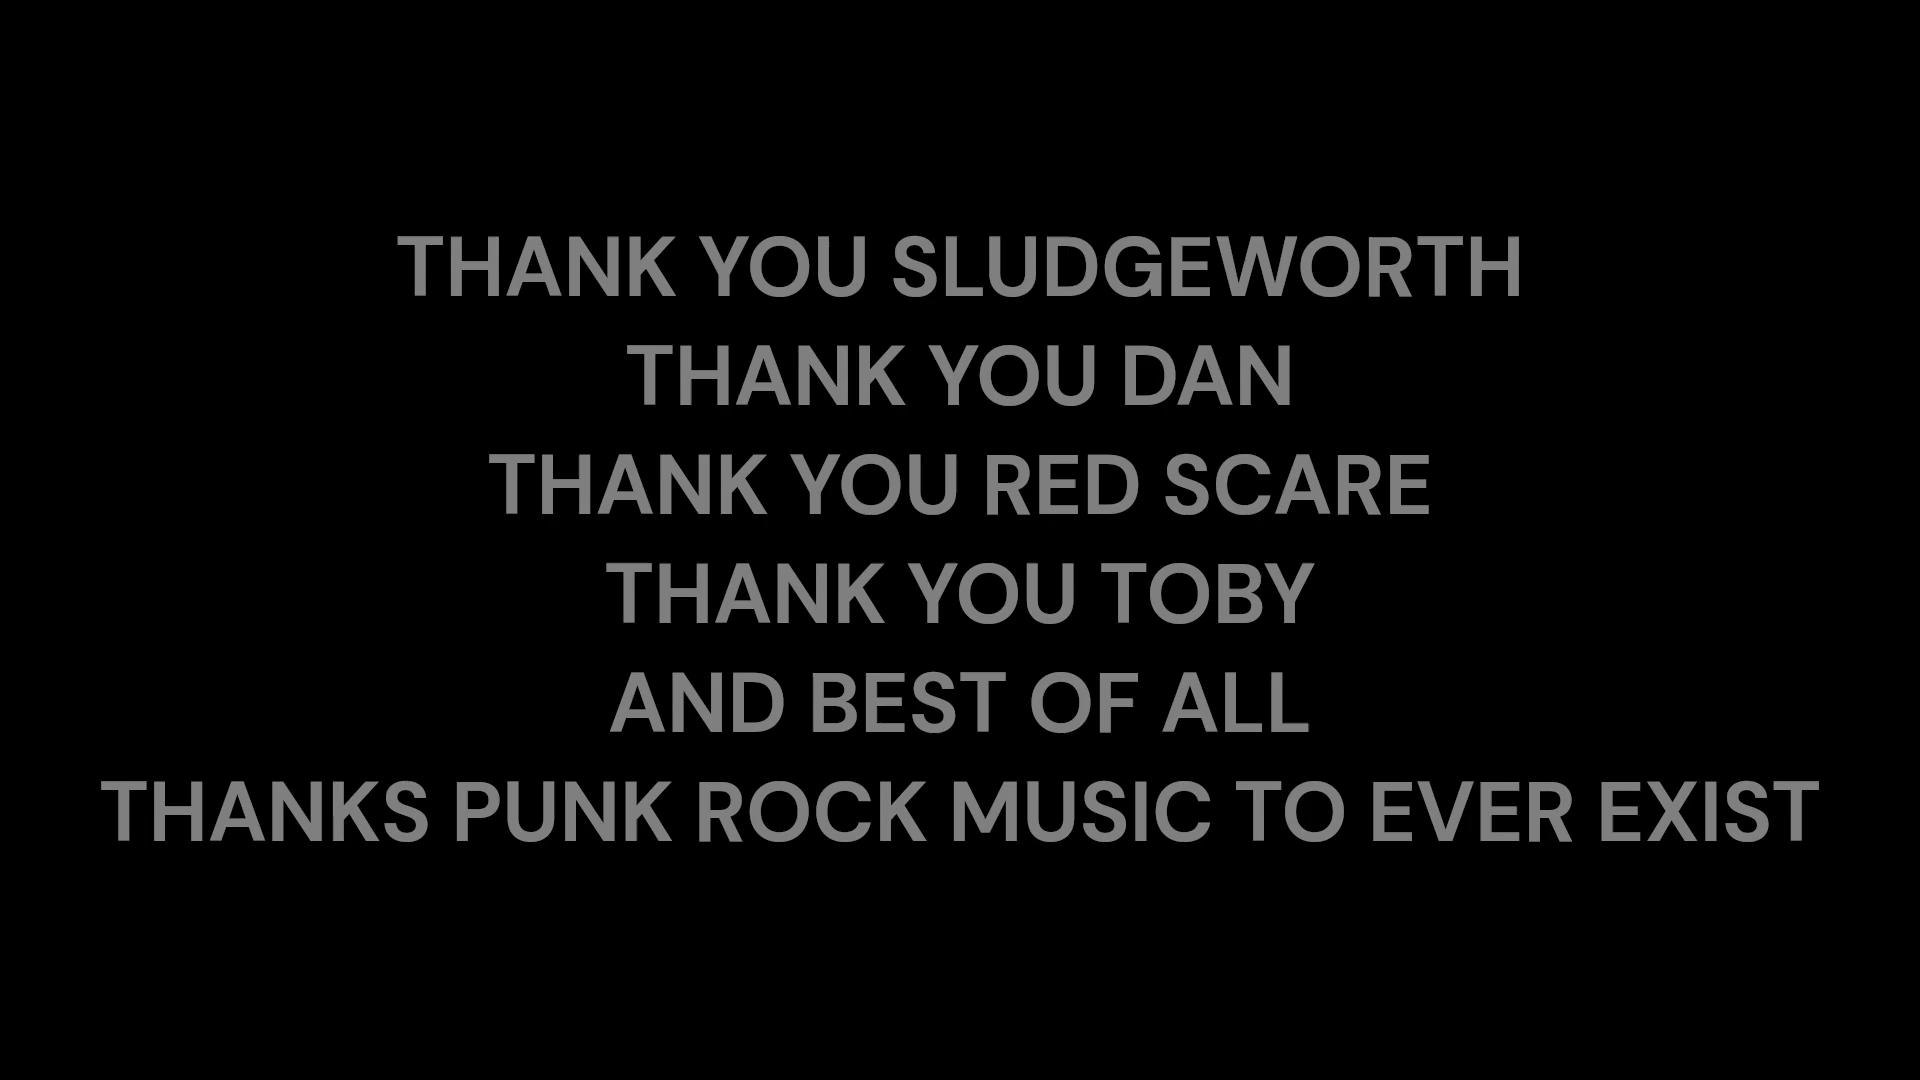 THANK YOU SLUDGEWORTH
THANK YOU DAN
THANK YOU RED SCARE
THANK YOU TOBY
AND BEST OF ALL
THANKS PUNK ROCK MUSIC TO EVER EXIST